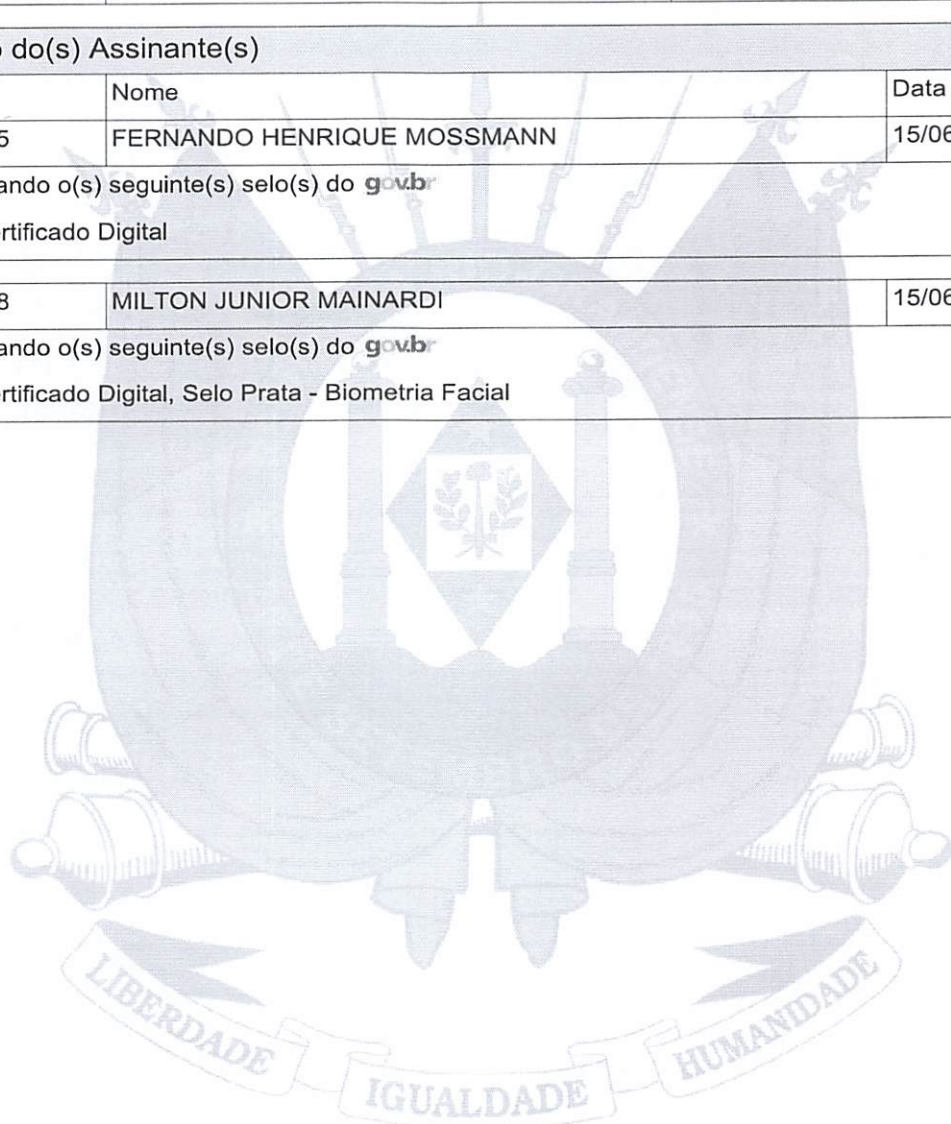 o do(s) Assinante(s)
Nome Data
5 FERNANDO HENRIQUE MOSSMANN 15/06
ando o(s) seguinte(s) selo(s) do gov.br
rtificado Digital
8 MILTON JUNIOR MAINARDI 15/06
ando o(s) seguinte(s) selo(s) do gov.br
rtificado Digital, Selo Prata - Biometria Facial
LIBERDADE IGUALDADE HUMANIDADE